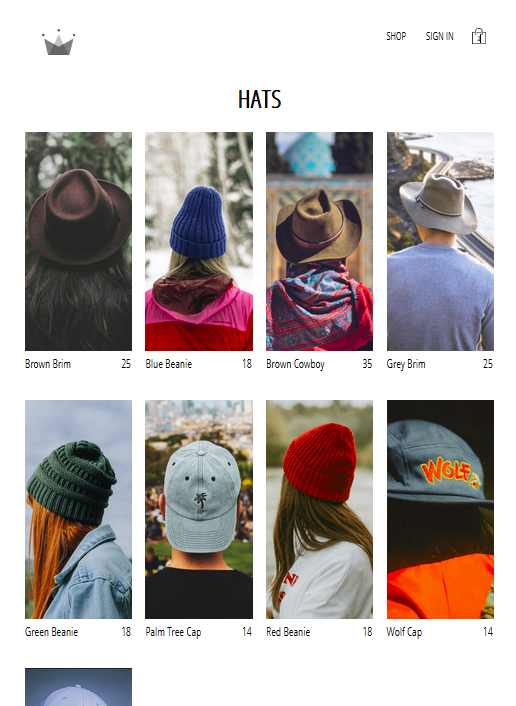 SHOP SIGN IN
HATS
Brown Brim 25
Blue Beanie 18
Brown Cowboy 35
Grey Brim 25
WOLF
Green Beanie 18
Palm Tree Cap 14
Red Beanie 18
Wolf Cap 14